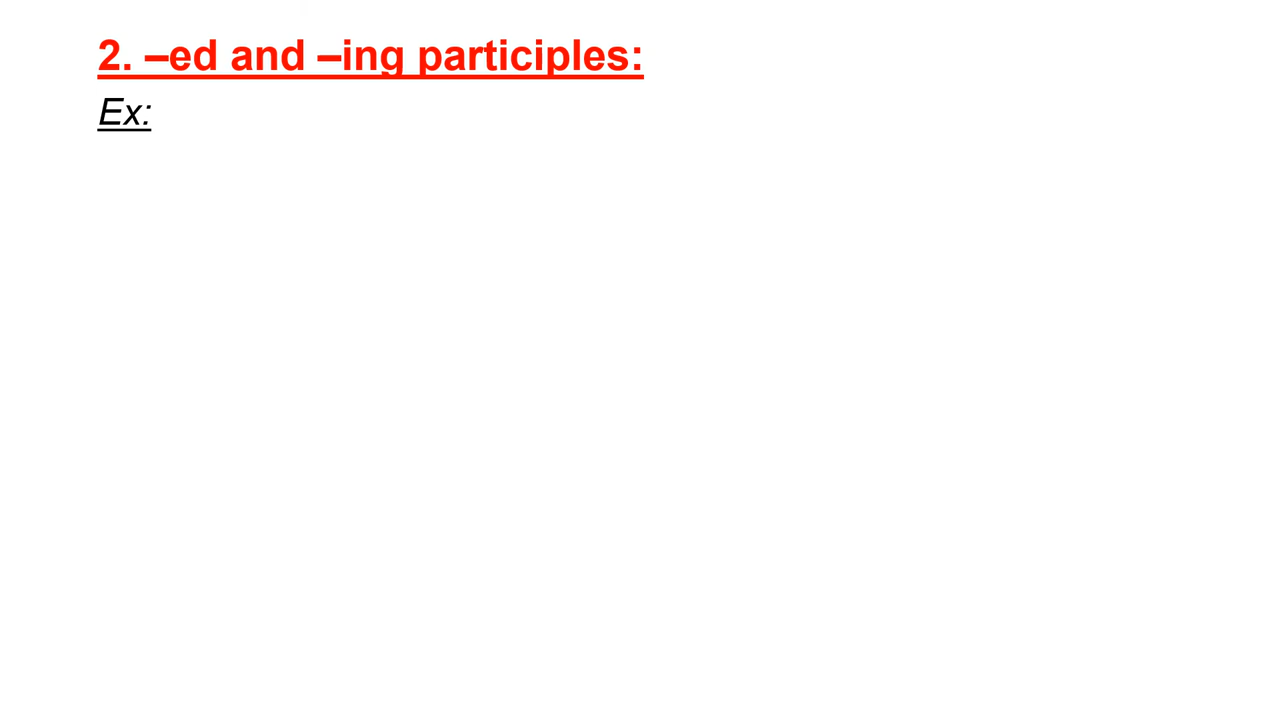 2. –ed and –ing participles:
Ex: